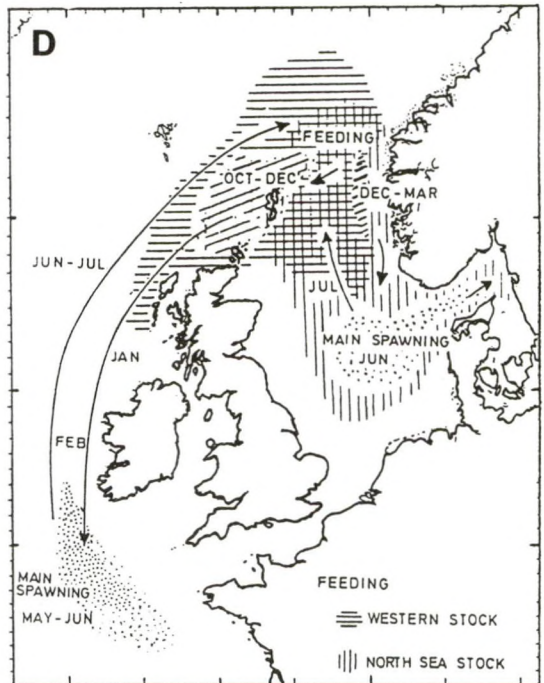 D
FEEDING
OCT-DEC
DEC-MAR
JUN-JUL
JUL
MAIN SPAWNING
JUN
JAN
FEB
MAIN
SPAWNING
MAY-JUN
FEEDING
WESTERN STOCK
NORTH SEA STOCK